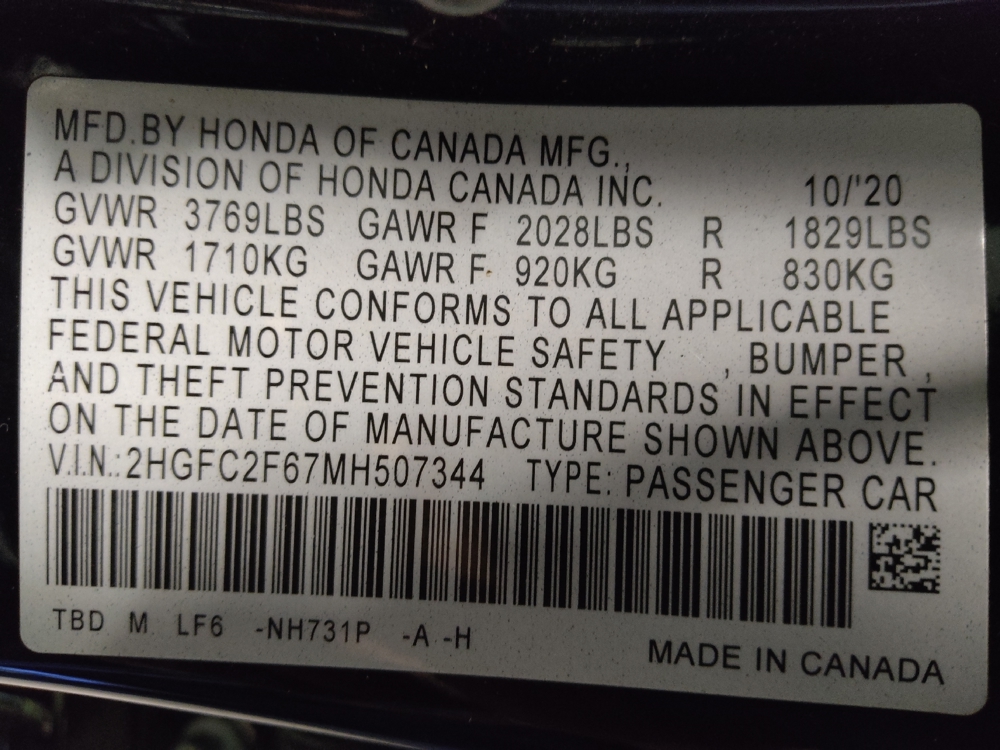 MFD.BY HONDA OF CANADA MFG.,
A DIVISION OF HONDA CANADA INC. 10/'20
GVWR 3769LBS GAWR F 2028LBS R 1829LBS
GVWR 1710KG GAWR F 920KG R 830KG
THIS VEHICLE CONFORMS TO ALL APPLICABLE
FEDERAL MOTOR VEHICLE SAFETY , BUMPER ,
AND THEFT PREVENTION STANDARDS IN EFFECT
ON THE DATE OF MANUFACTURE SHOWN ABOVE.
V.I.N.:2HGFC2F67MH507344 TYPE: PASSENGER CAR
TBD M LF6 -NH731P -A -H
MADE IN CANADA